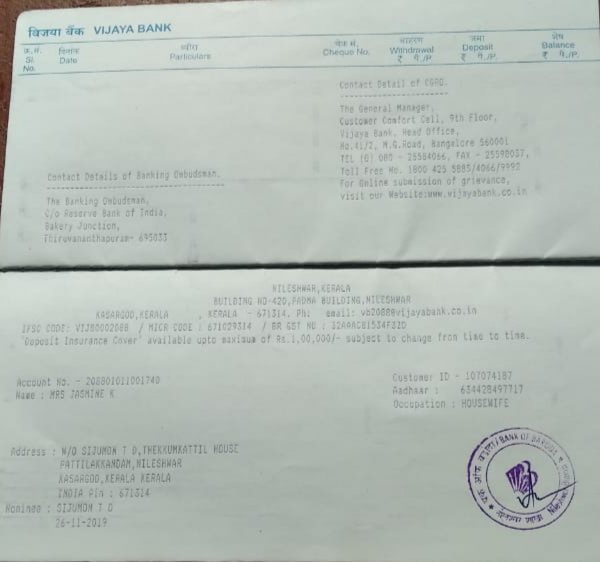 विजया बैंक VIJAYA BANK
क्र.सं. दिनांक ब्यौरा चेक सं. आहरण जमा शेष
Sl. No. Date Particulars Cheque No. Withdrawal Deposit Balance
₹ पै./P. ₹ पै./P. ₹ पै./P.
Contact Detail of CGRO.
The General Manager,
Customer Comfort Cell, 9th Floor,
Vijaya Bank, Head Office,
No.41/2, M.G.Road, Bangalore 560001
TEL (O) 080 - 25584066, FAX - 25598037,
Toll Free No. 1800 425 5885/4066/9992
For Online submission of grievance,
visit our Website:www.vijayabank.co.in
Contact Details of Banking Ombudsman.
The Banking Ombudsman,
C/o Reserve Bank of India,
Bakery Junction,
Thiruvananthapuram- 695033
NILESHWAR,KERALA
BUILDING NO-420,PADMA BUILDING,NILESHWAR
KASARGOD,KERALA , KERALA - 671314. Ph: email: vb2088@vijayabank.co.in
IFSC CODE: VIJB0002088 / MICR CODE : 671029314 / BR GST NO :
'Deposit Insurance Cover' available upto maximum of Rs.1,00,000/- subject to change from time to time.
Account No. - 208801011001740
Name : MRS JASMINE K
Customer ID - 107074187
Aadhaar : 634428497717
Occupation : HOUSEWIFE
Address : W/O SIJUMON T D,THEKKUMKATTIL HOUSE
PATTILAKKANDAM,NILESHWAR
KASARGOD,KERALA KERALA
INDIA Pin : 671314
Nominee : SIJUMON T D
26-11-2019
बैंक ऑफ बड़ौदा / BANK OF BARODA